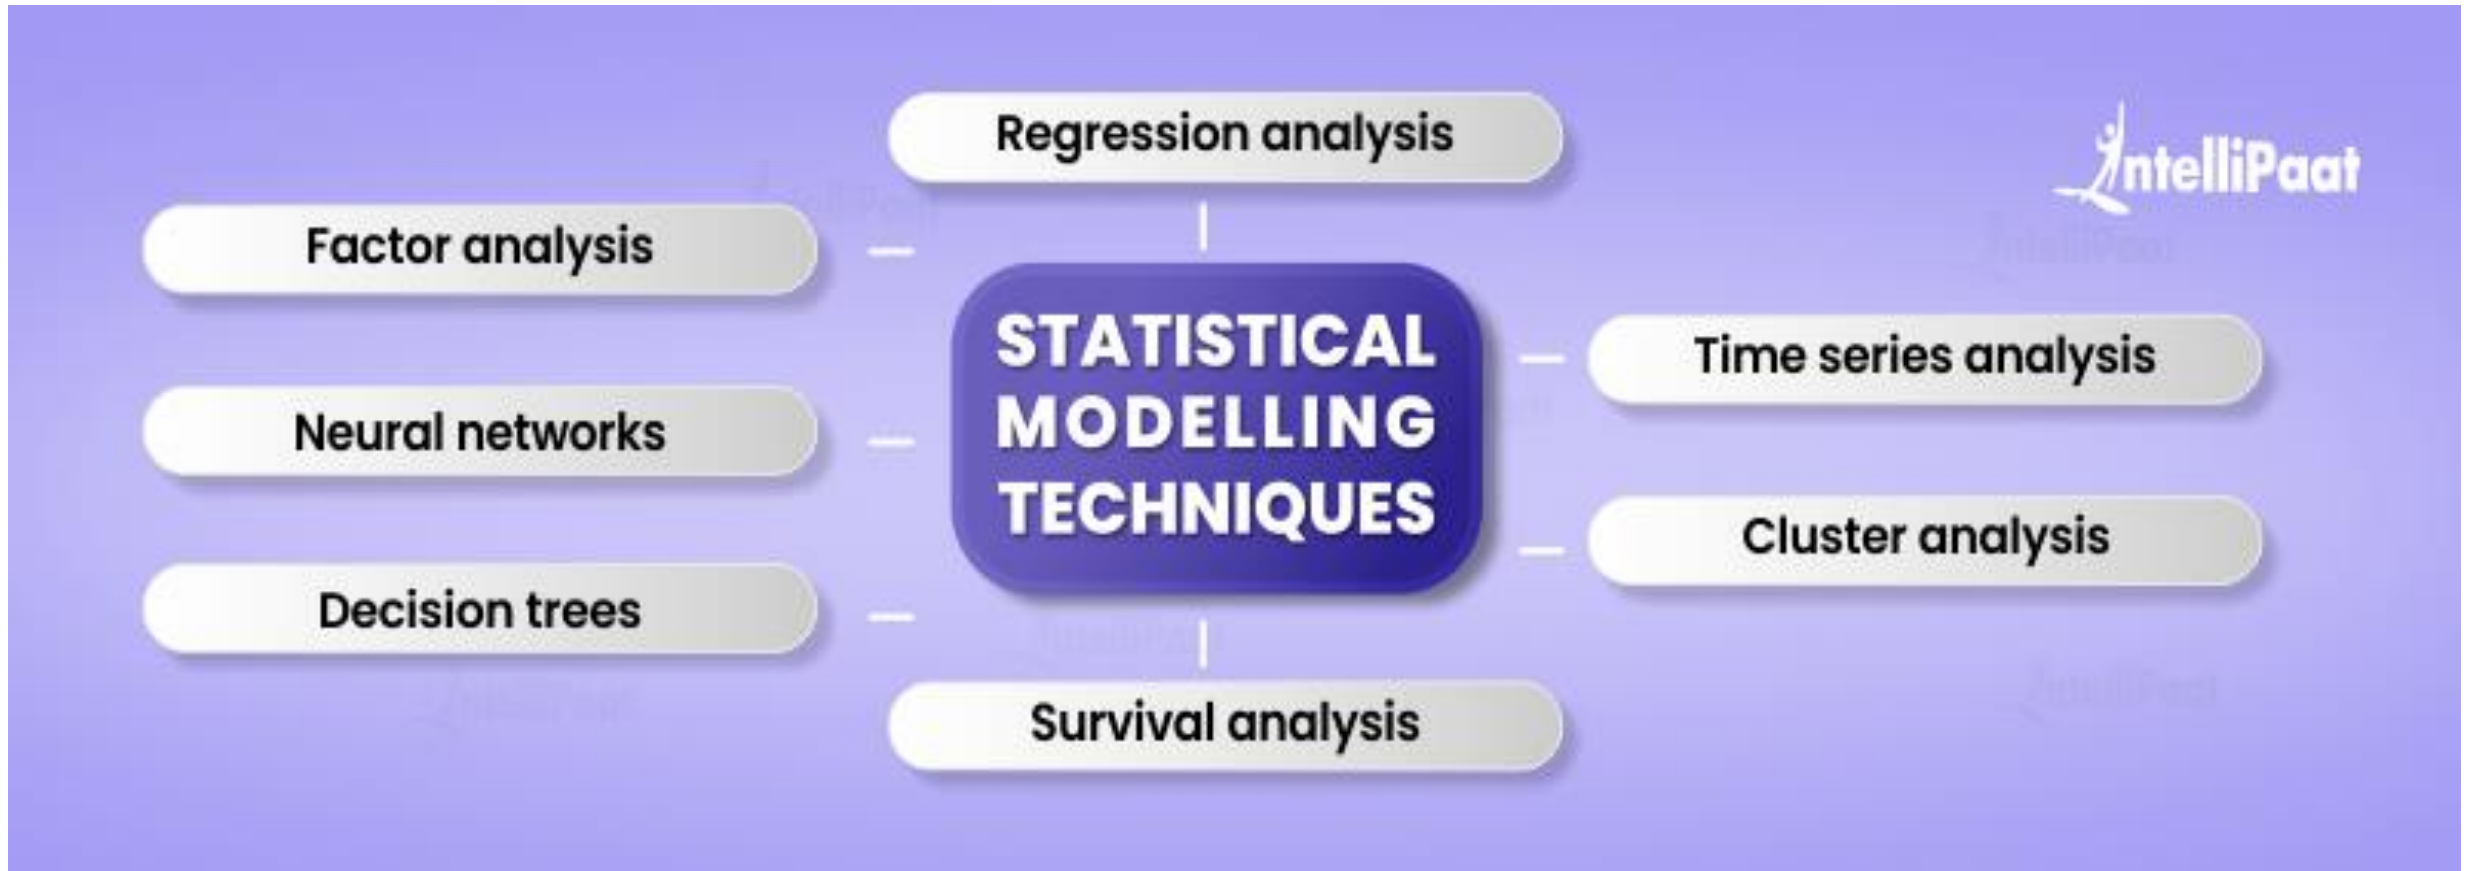 Regression analysis
IntelliPaat
Factor analysis
STATISTICAL
MODELLING
TECHNIQUES
Time series analysis
Neural networks
Cluster analysis
Decision trees
Survival analysis